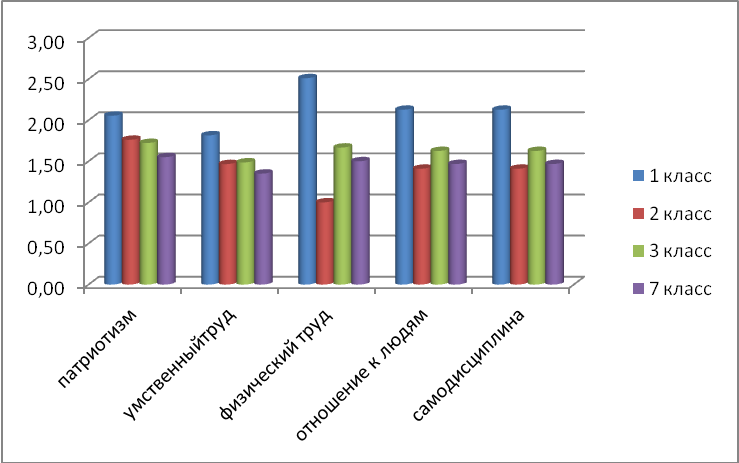 3,00
2,50
2,00
1,50
1,00
0,50
0,00
патриотизм
умственныйтруд
физический труд
отношение к людям
самодисциплина
1 класс
2 класс
3 класс
7 класс